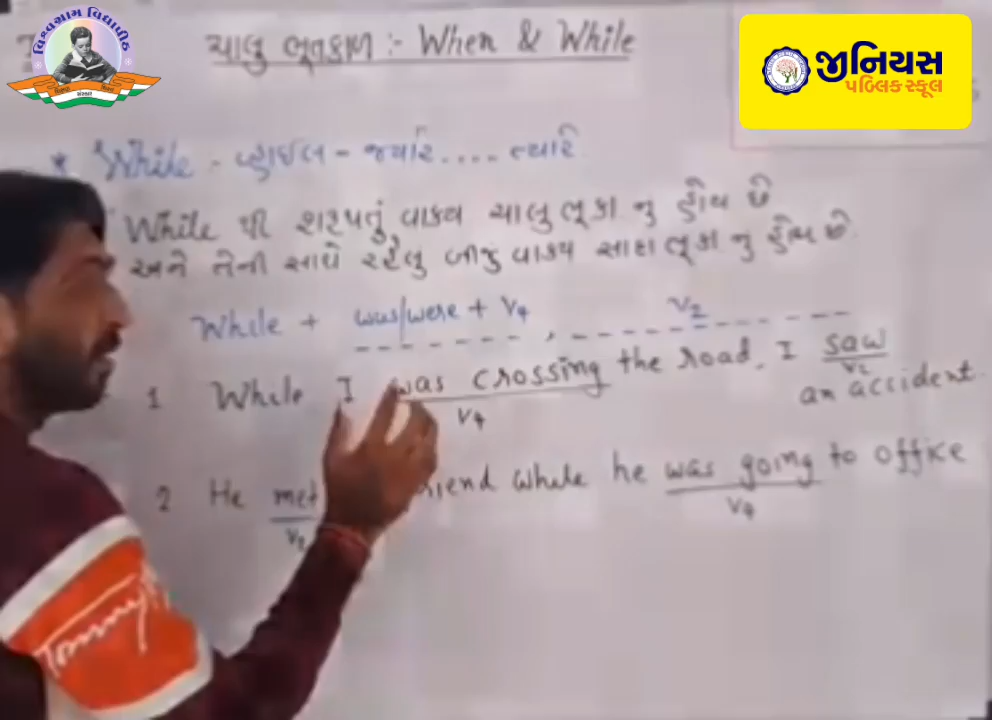 વિશ્વગ્રામ વિદ્યાપીઠ
જીનિયસ
પબ્લિક સ્કૂલ
ચાલુ ભૂતકાળ :- When & While
* While - વ્હાઈલ - જ્યારે .... ત્યારે
While થી શરૂ થતું વાક્ય ચાલુ ભૂકા નુ હોય છે
અને તેની સાથે રહેલુ બીજુ વાક્ય સાદા ભૂકા નુ હોય છે.
While + was/were + V4 , V2
1 While I was crossing the road, I saw
V4 V2
an accident.
2 He met friend while he was going to office
V2 V4
Tommy